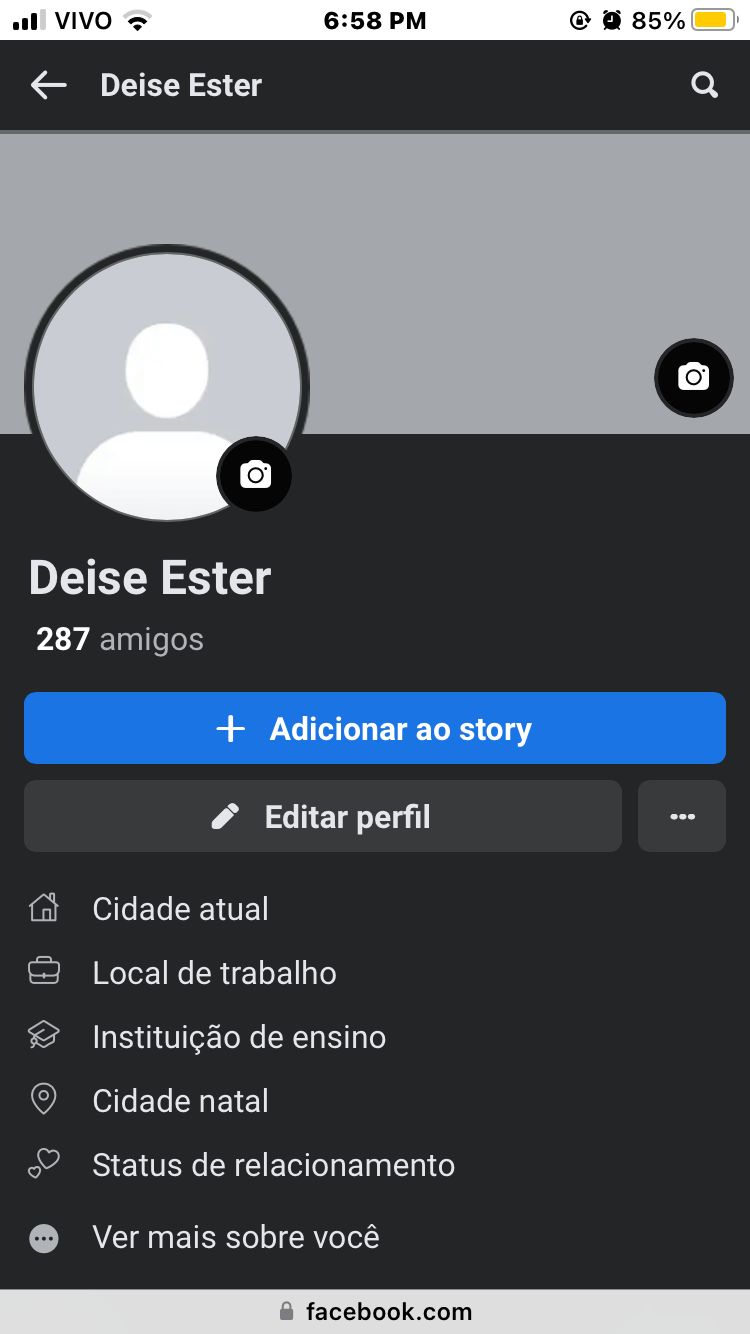 VIVO 6:58 PM 85%
Deise Ester
Deise Ester
287 amigos
Adicionar ao story
Editar perfil
Cidade atual
Local de trabalho
Instituição de ensino
Cidade natal
Status de relacionamento
Ver mais sobre você
facebook.com